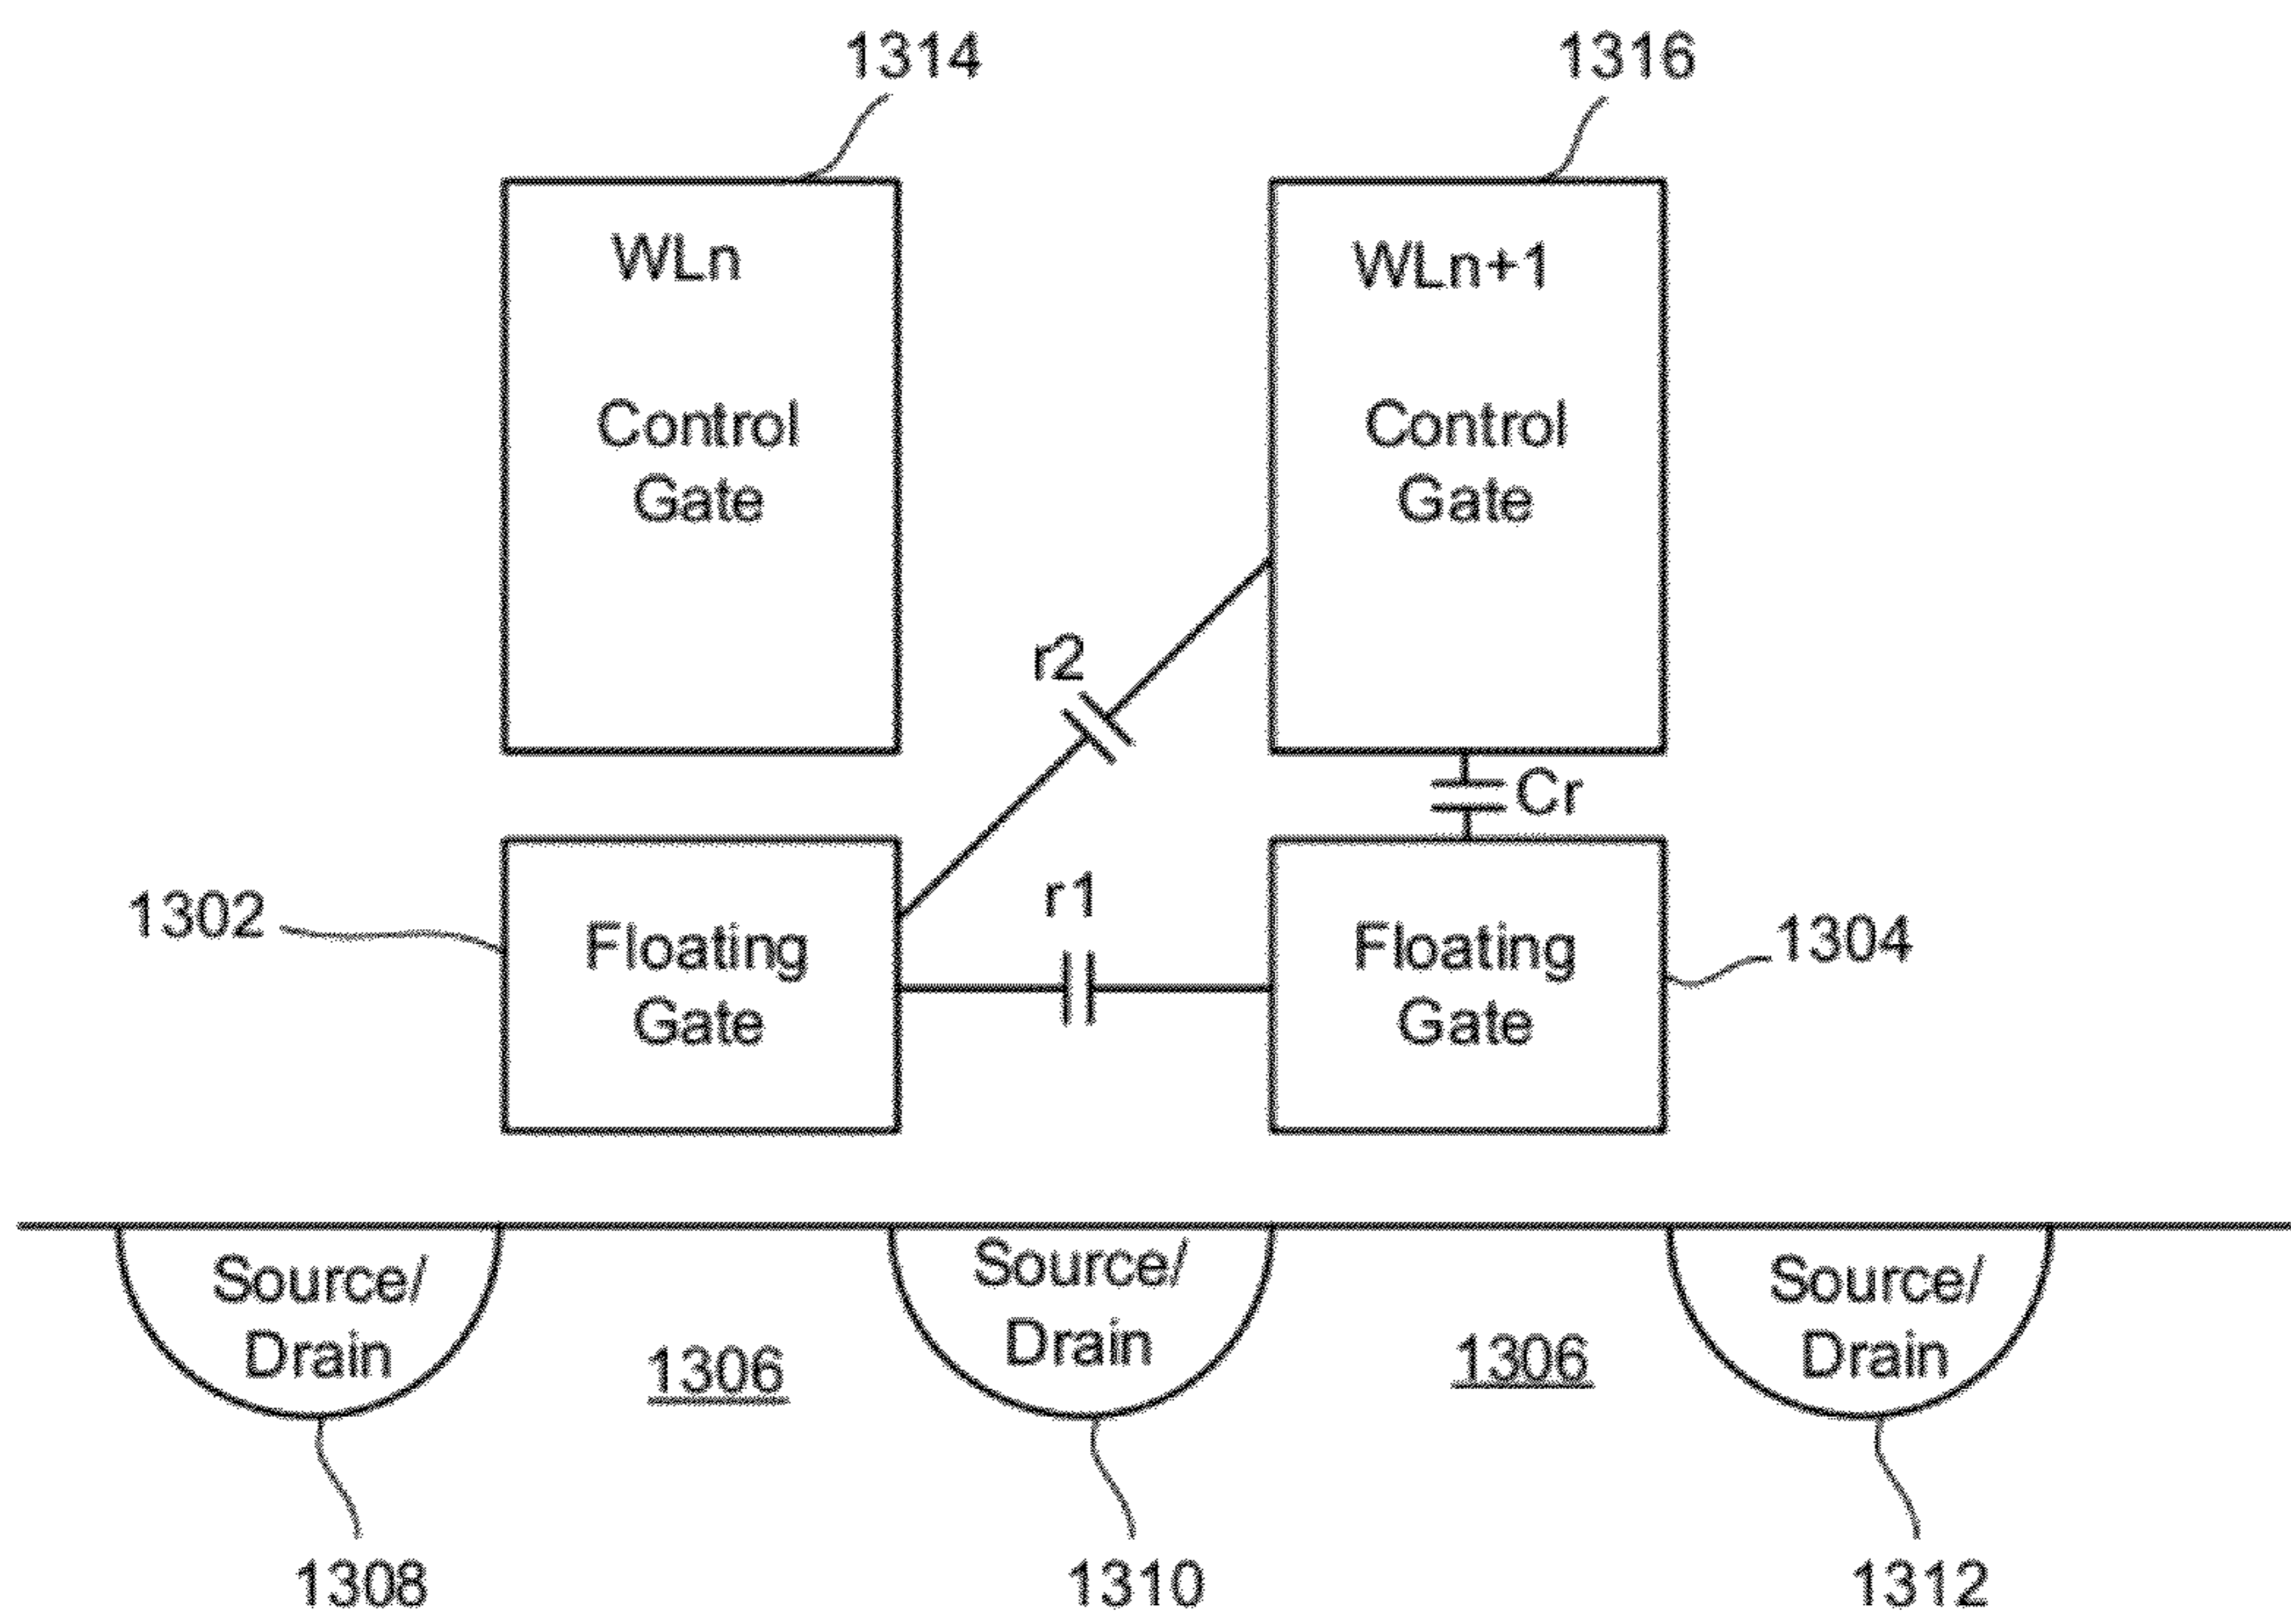 1314
1316
WLn
WLn+1
Control
Gate
Control
Gate
r2
Cr
r1
1302
Floating
Gate
Floating
Gate
1304
Source/
Drain
Source/
Drain
Source/
Drain
1306
1306
1308
1310
1312